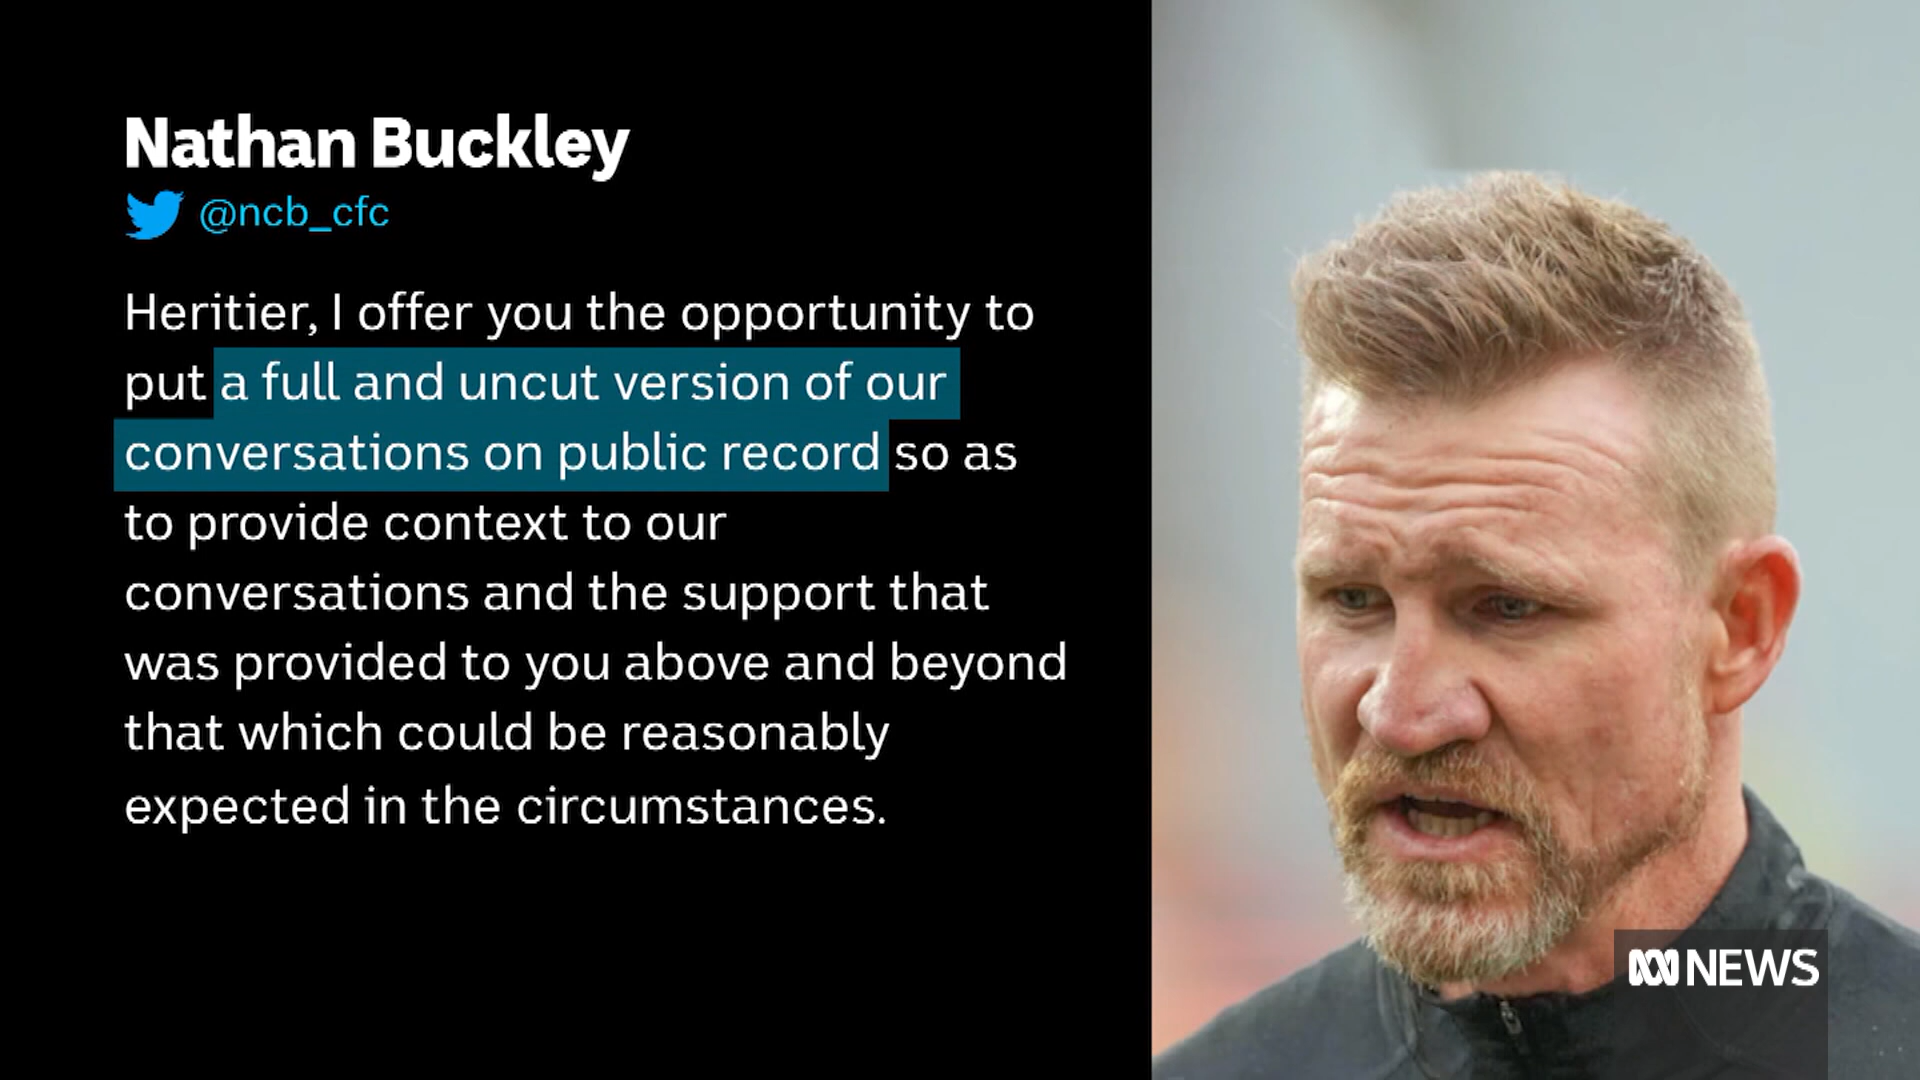 Nathan Buckley
@ncb_cfc
Heritier, I offer you the opportunity to
put a full and uncut version of our
conversations on public record so as
to provide context to our
conversations and the support that
was provided to you above and beyond
that which could be reasonably
expected in the circumstances.
NEWS